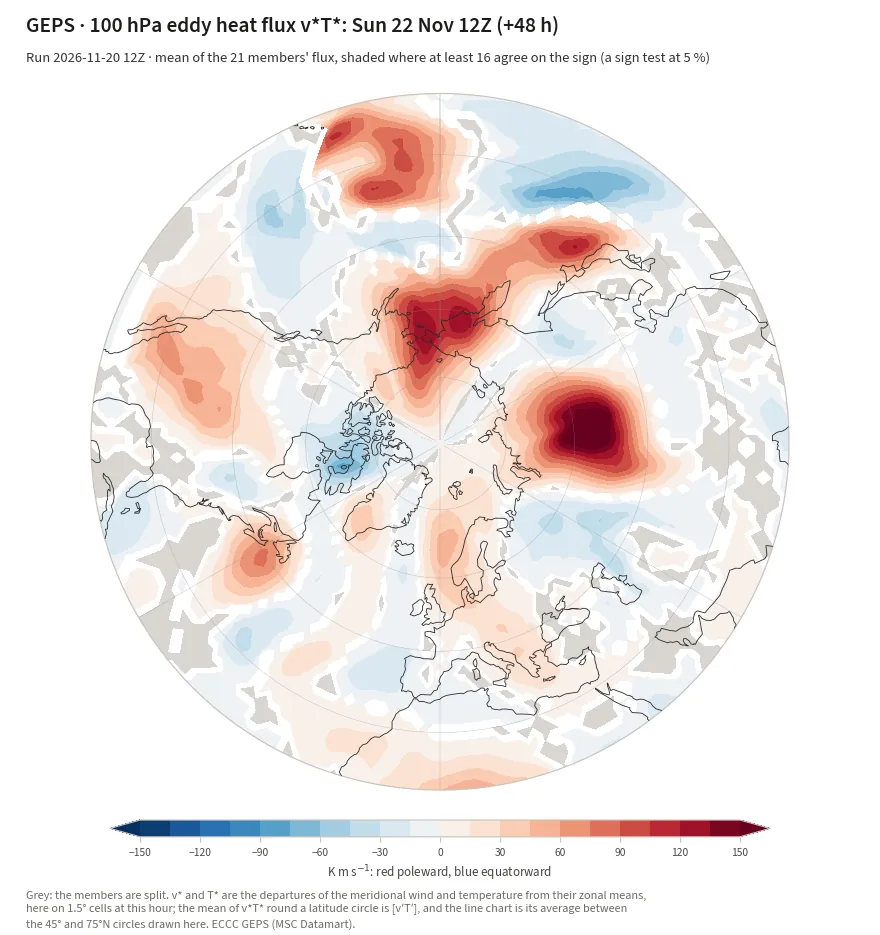 GEPS · 100 hPa eddy heat flux v*T*: Sun 22 Nov 12Z (+48 h)
Run 2026-11-20 12Z · mean of the 21 members' flux, shaded where at least 16 agree on the sign (a sign test at 5 %)
−150 −120 −90 −60 −30 0 30 60 90 120 150
K m s⁻¹: red poleward, blue equatorward
Grey: the members are split. v* and T* are the departures of the meridional wind and temperature from their zonal means,
here on 1.5° cells at this hour; the mean of v*T* round a latitude circle is [v'T'], and the line chart is its average between
the 45° and 75°N circles drawn here. ECCC GEPS (MSC Datamart).